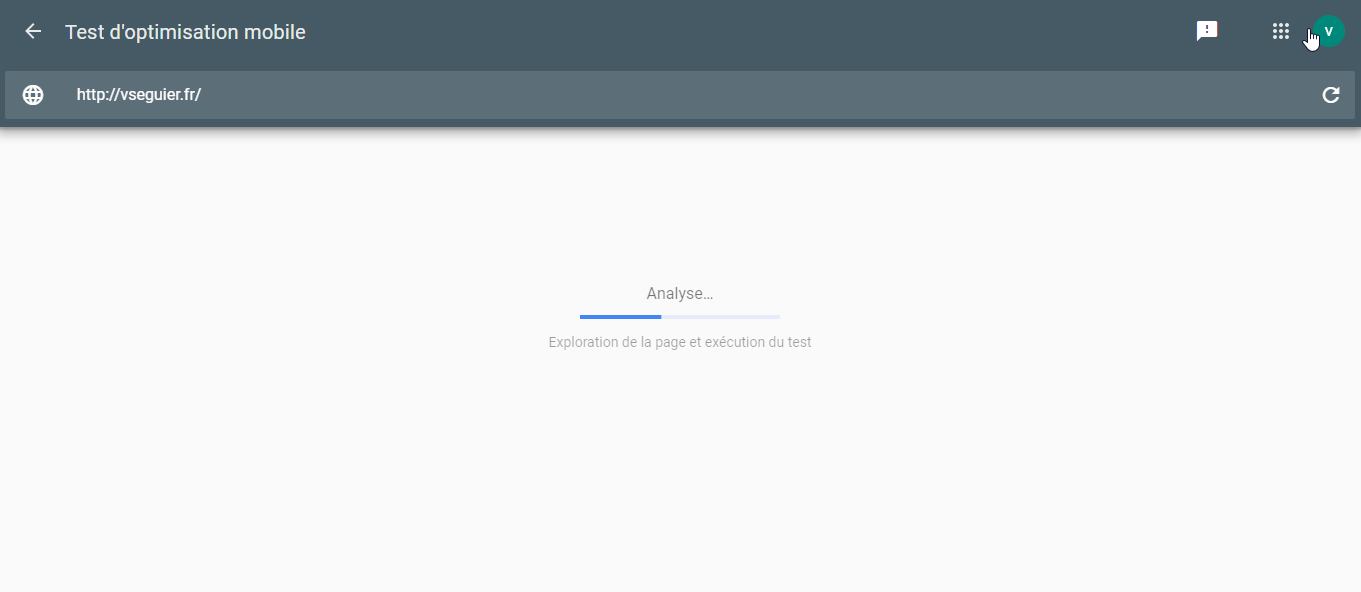 Test d'optimisation mobile
V
http://vseguier.fr/
Analyse...
Exploration de la page et exécution du test